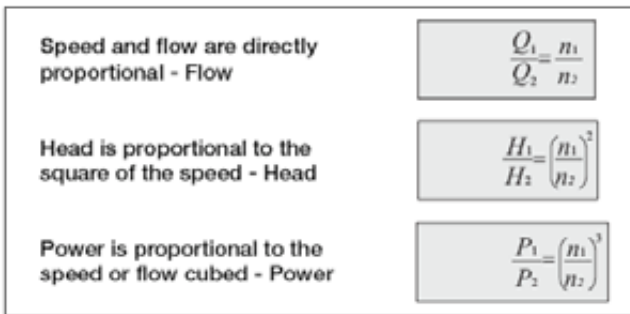 Speed and flow are directly
proportional - Flow
Q₁/Q₂ = n₁/n₂
Head is proportional to the
square of the speed - Head
H₁/H₂ = (n₁/n₂)²
Power is proportional to the
speed or flow cubed - Power
P₁/P₂ = (n₁/n₂)³